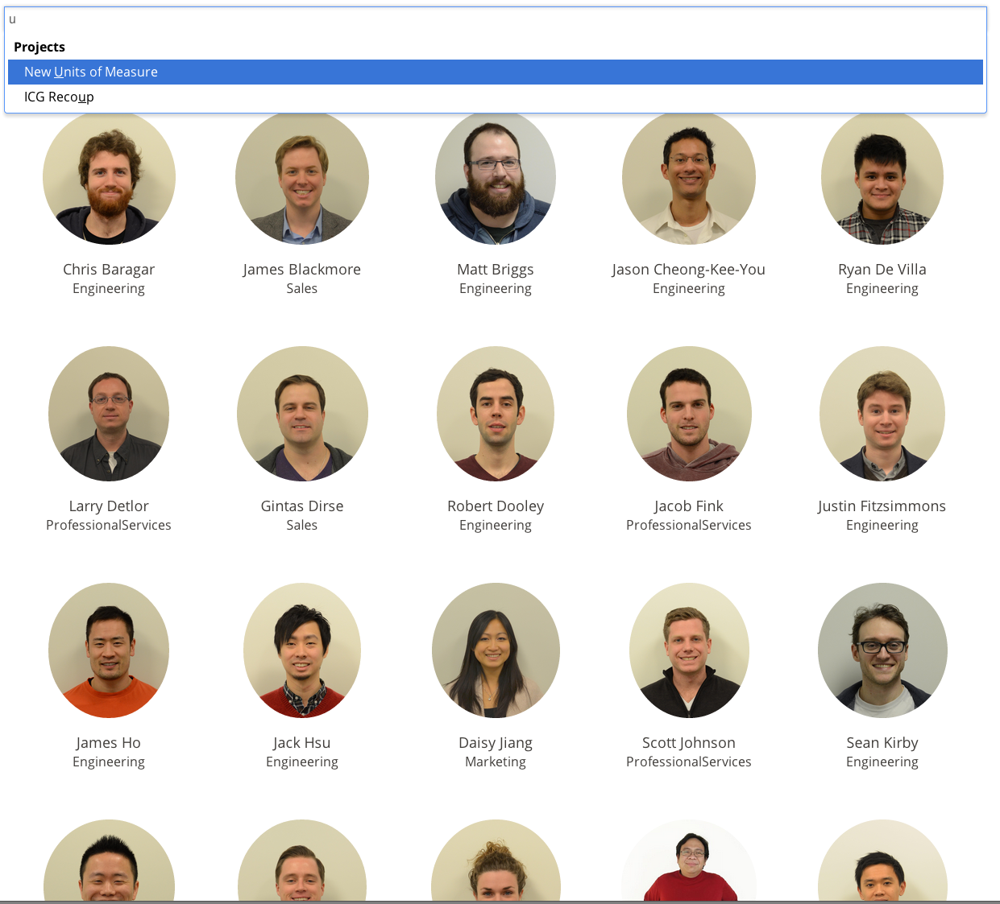 u
Projects
New Units of Measure
ICG Recoup
Chris Baragar
Engineering
James Blackmore
Sales
Matt Briggs
Engineering
Jason Cheong-Kee-You
Engineering
Ryan De Villa
Engineering
Larry Detlor
ProfessionalServices
Gintas Dirse
Sales
Robert Dooley
Engineering
Jacob Fink
ProfessionalServices
Justin Fitzsimmons
Engineering
James Ho
Engineering
Jack Hsu
Engineering
Daisy Jiang
Marketing
Scott Johnson
ProfessionalServices
Sean Kirby
Engineering